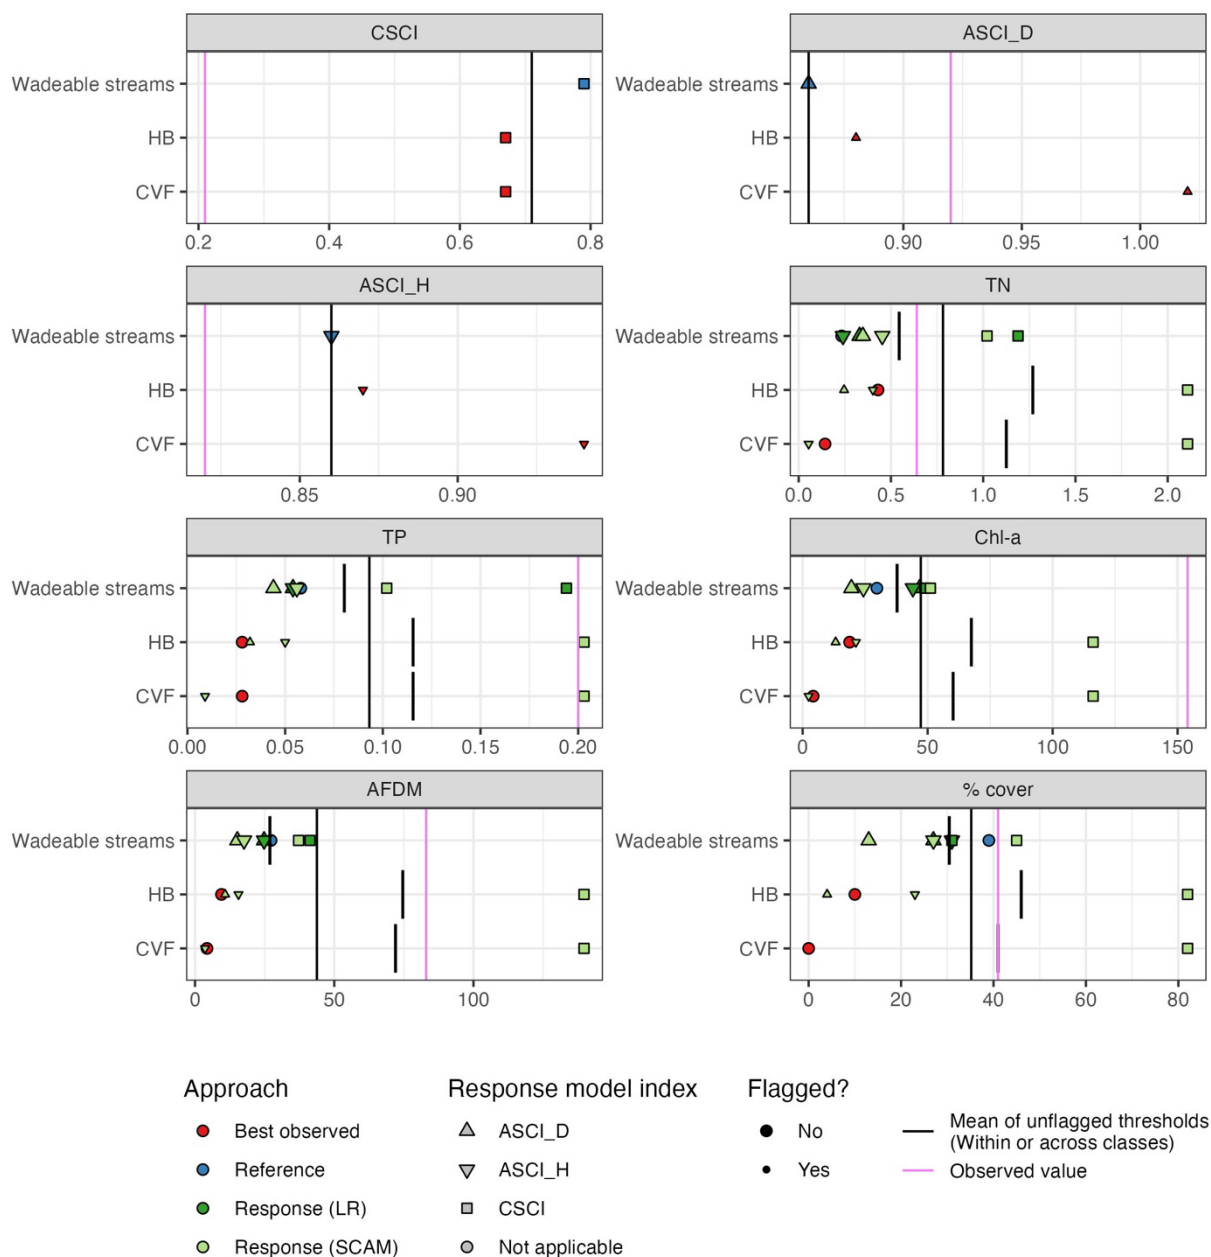 CSCI
Wadeable streams
HB
CVF
0.2 0.4 0.6 0.8
ASCI_D
Wadeable streams
HB
CVF
0.90 0.95 1.00
ASCI_H
Wadeable streams
HB
CVF
0.85 0.90
TN
Wadeable streams
HB
CVF
0.0 0.5 1.0 1.5 2.0
TP
Wadeable streams
HB
CVF
0.00 0.05 0.10 0.15 0.20
Chl-a
Wadeable streams
HB
CVF
0 50 100 150
AFDM
Wadeable streams
HB
CVF
0 50 100
% cover
Wadeable streams
HB
CVF
0 20 40 60 80
Approach
Best observed
Reference
Response (LR)
Response (SCAM)
Response model index
ASCI_D
ASCI_H
CSCI
Not applicable
Flagged?
No
Yes
Mean of unflagged thresholds
(Within or across classes)
Observed value